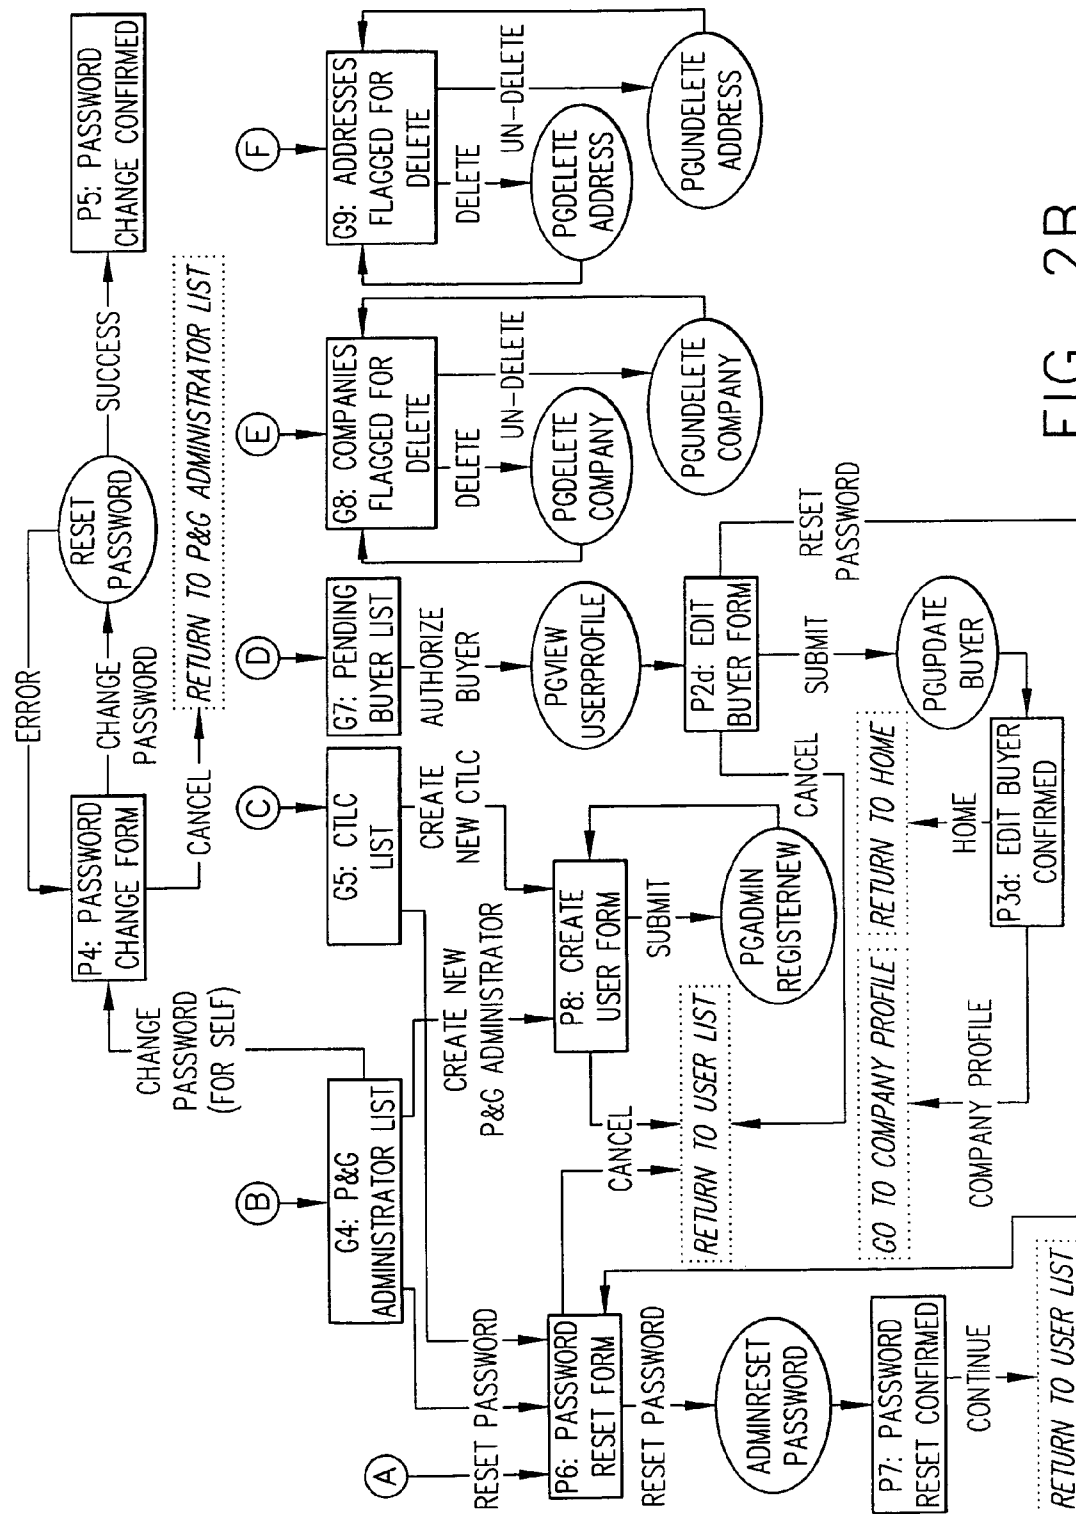 ERROR
P4: PASSWORD
CHANGE FORM
CHANGE
PASSWORD
RESET
PASSWORD
SUCCESS
P5: PASSWORD
CHANGE CONFIRMED
CANCEL
RETURN TO P&G ADMINISTRATOR LIST
CHANGE
PASSWORD
(FOR SELF)
A
B
C
D
E
F
G4: P&G
ADMINISTRATOR LIST
G5: CTLC
LIST
G7: PENDING
BUYER LIST
G8: COMPANIES
FLAGGED FOR
DELETE
G9: ADDRESSES
FLAGGED FOR
DELETE
RESET PASSWORD
CREATE NEW
P&G ADMINISTRATOR
CREATE
NEW CTLC
AUTHORIZE
BUYER
DELETE
UN-DELETE
DELETE
UN-DELETE
P6: PASSWORD
RESET FORM
P8: CREATE
USER FORM
PGVIEW
USERPROFILE
PGDELETE
COMPANY
PGDELETE
ADDRESS
PGUNDELETE
COMPANY
PGUNDELETE
ADDRESS
CANCEL
SUBMIT
RESET PASSWORD
RETURN TO USER LIST
PGADMIN
REGISTERNEW
P2d: EDIT
BUYER FORM
CANCEL
SUBMIT
RESET
PASSWORD
ADMINRESET
PASSWORD
PGUPDATE
BUYER
GO TO COMPANY PROFILE
RETURN TO HOME
P7: PASSWORD
RESET CONFIRMED
COMPANY PROFILE
HOME
P3d: EDIT BUYER
CONFIRMED
CONTINUE
RETURN TO USER LIST
FIG. 2B